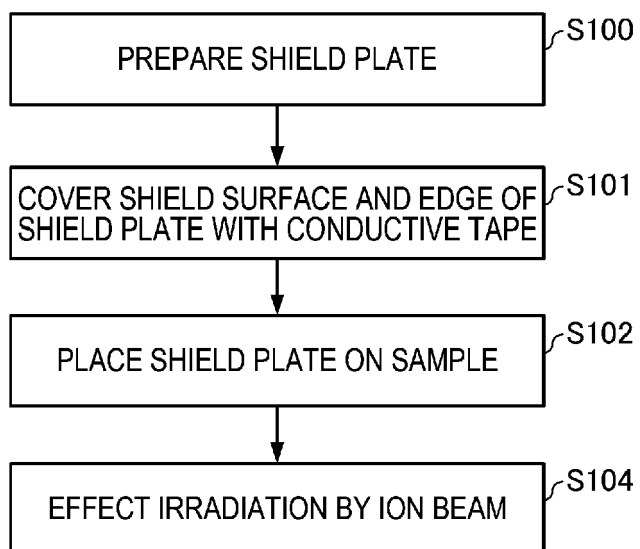 S100
PREPARE SHIELD PLATE
S101
COVER SHIELD SURFACE AND EDGE OF
SHIELD PLATE WITH CONDUCTIVE TAPE
S102
PLACE SHIELD PLATE ON SAMPLE
S104
EFFECT IRRADIATION BY ION BEAM